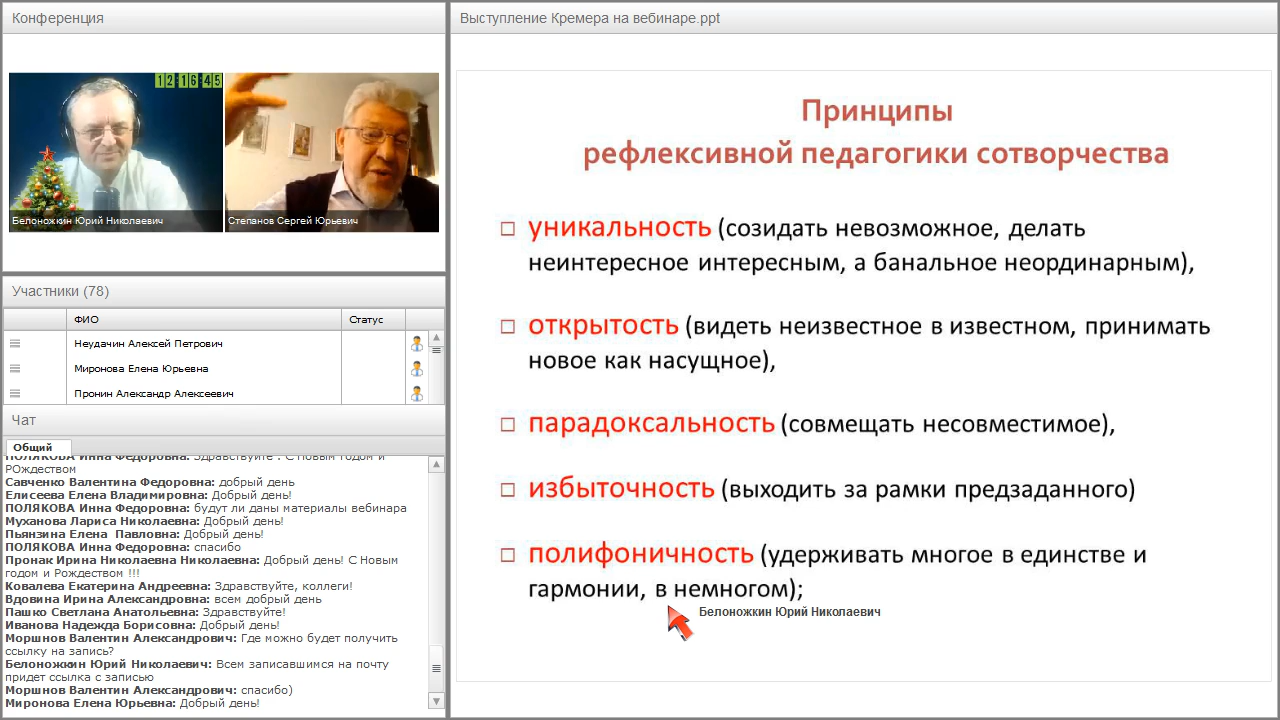 Конференция
12:16:45
Белоножкин Юрий Николаевич
Степанов Сергей Юрьевич
Участники (78)
ФИО
Статус
Неудачин Алексей Петрович
Миронова Елена Юрьевна
Пронин Александр Алексеевич
Чат
Общий
ПОЛЯКОВА Инна Федоровна: Здравствуйте . С Новым годом и
РОждеством
Савченко Валентина Федоровна: добрый день
Елисеева Елена Владимировна: Добрый день!
ПОЛЯКОВА Инна Федоровна: будут ли даны материалы вебинара
Муханова Лариса Николаевна: Добрый день!
Пьянзина Елена  Павловна: Добрый день!
ПОЛЯКОВА Инна Федоровна: спасибо
Пронак Ирина Николаевна Николаевна: Добрый день! С Новым
годом и Рождеством !!!
Ковалева Екатерина Андреевна: Здравствуйте, коллеги!
Вдовина Ирина Александровна: всем добрый день
Пашко Светлана Анатольевна: Здравствуйте!
Иванова Надежда Борисовна: Добрый день!
Моршнов Валентин Александрович: Где можно будет получить
ссылку на запись?
Белоножкин Юрий Николаевич: Всем записавшимся на почту
придет ссылка с записью
Моршнов Валентин Александрович: спасибо)
Миронова Елена Юрьевна: Добрый день!
Выступление Кремера на вебинаре.ppt
Принципы
рефлексивной педагогики сотворчества
уникальность (созидать невозможное, делать
неинтересное интересным, а банальное неординарным),
открытость (видеть неизвестное в известном, принимать
новое как насущное),
парадоксальность (совмещать несовместимое),
избыточность (выходить за рамки предзаданного)
полифоничность (удерживать многое в единстве и
гармонии, в немногом);
Белоножкин Юрий Николаевич